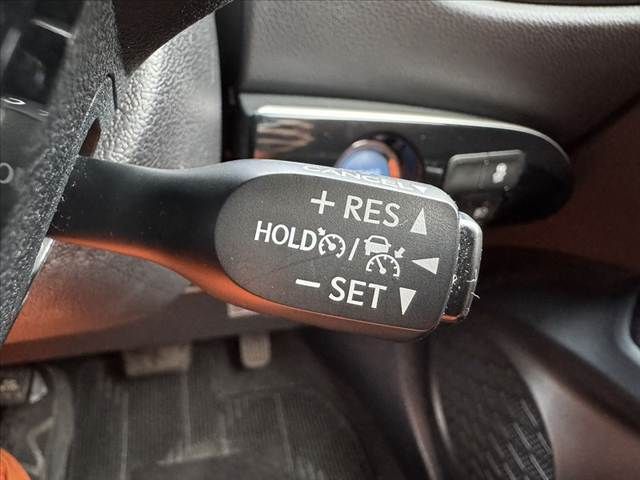 CANCEL
+ RES
HOLD /
− SET